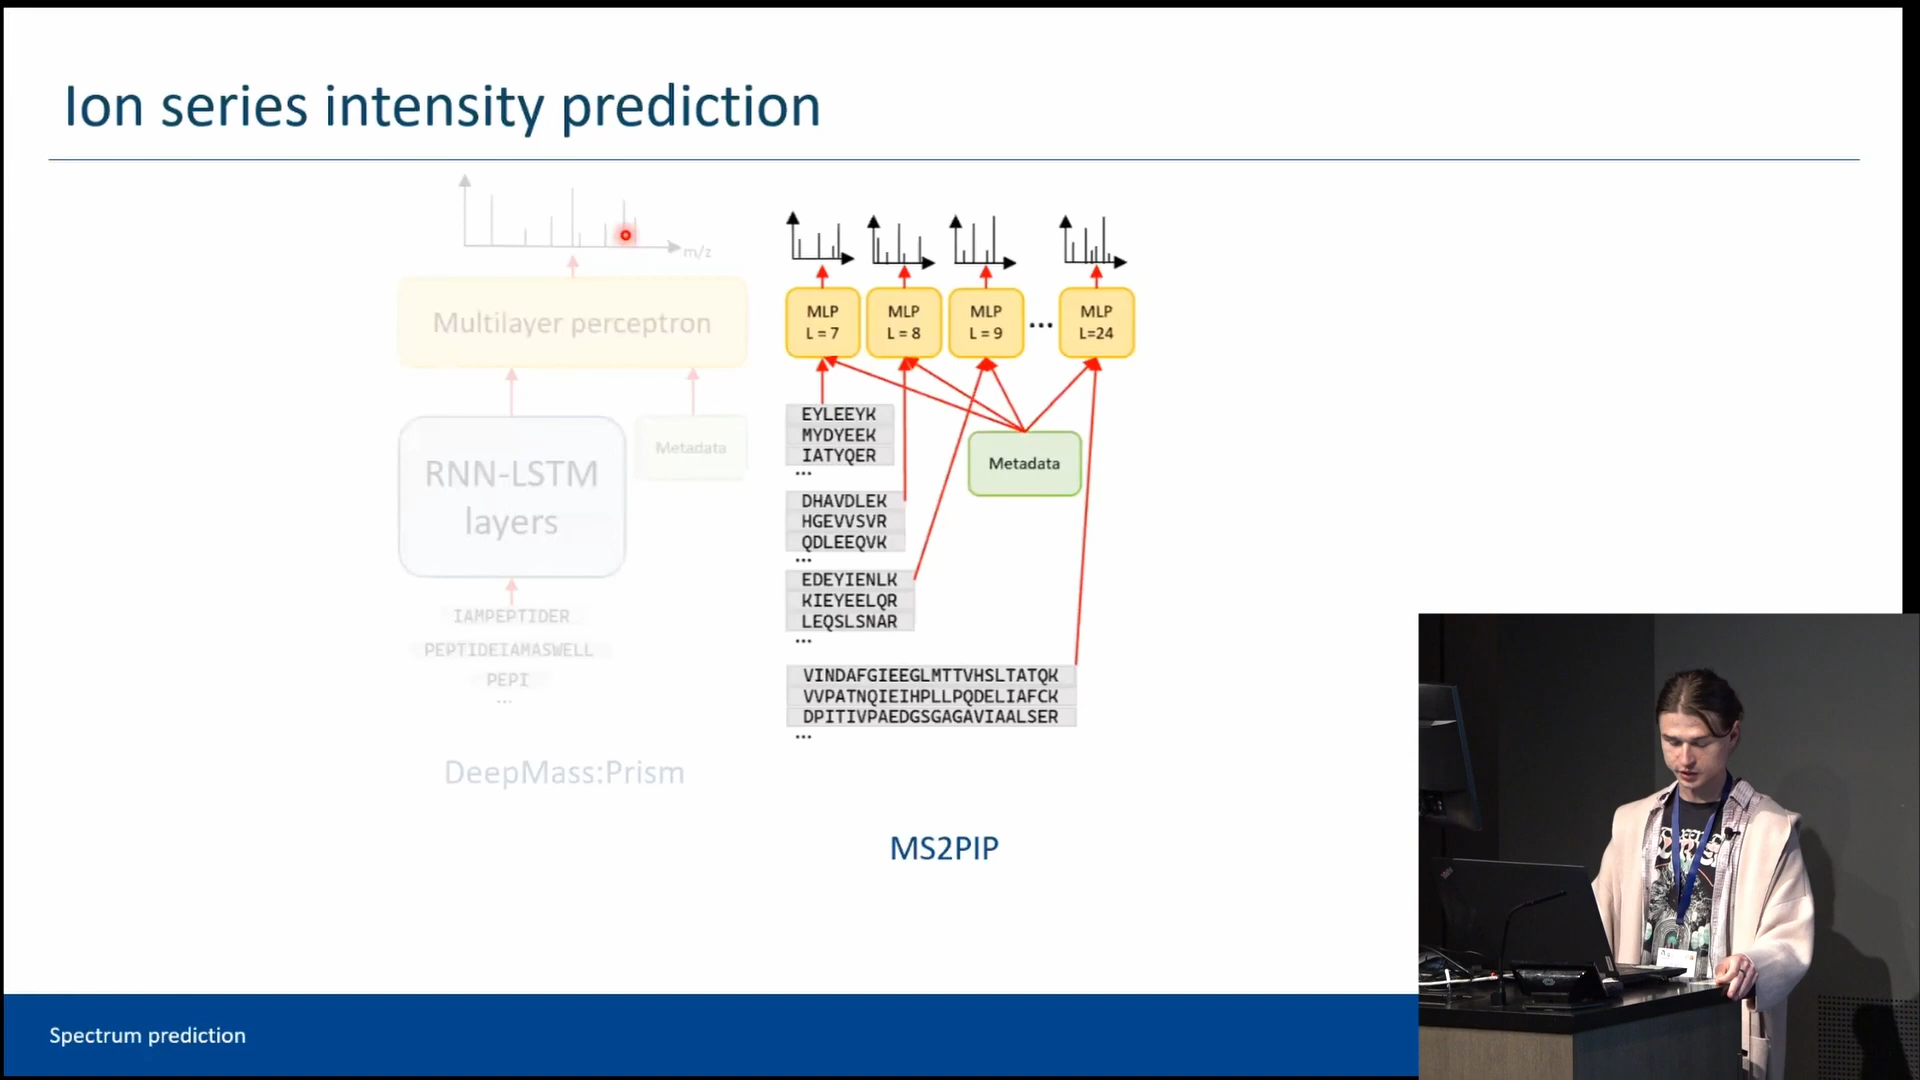 Ion series intensity prediction
m/z
Multilayer perceptron
RNN-LSTM
layers
Metadata
IAMPEPTIDER
PEPTIDEIAMASWELL
PEPI
...
DeepMass:Prism
MLP
L = 7
MLP
L = 8
MLP
L = 9
...
MLP
L=24
EYLEEYK
MYDYEEK
IATYQER
...
DHAVDLEK
HGEVVSVR
QDLEEQVK
...
EDEYIENLK
KIEYEELQR
LEQSLSNAR
...
VINDAFGIEEGLMTTVHSLTATQK
VVPATNQIEIHPLLPQDELIAFCK
DPITIVPAEDGSGAGAVIAALSER
...
Metadata
MS2PIP
Spectrum prediction